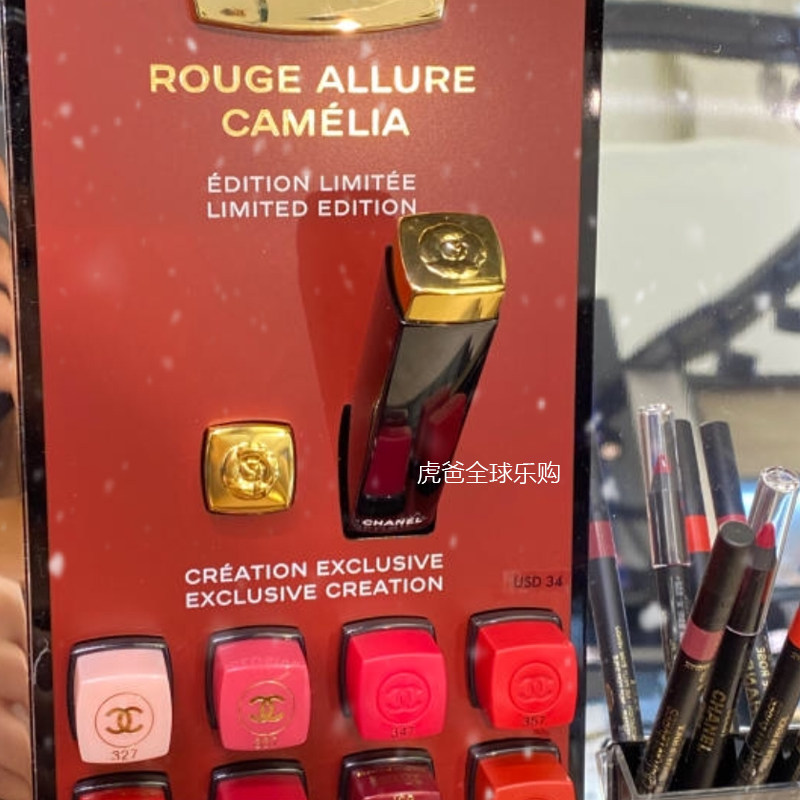 ROUGE ALLURE
CAMÉLIA
ÉDITION LIMITÉE
LIMITED EDITION
虎爸全球乐购
CHANEL
CRÉATION EXCLUSIVE
EXCLUSIVE CREATION
USD 34
327
347
357
CHANEL